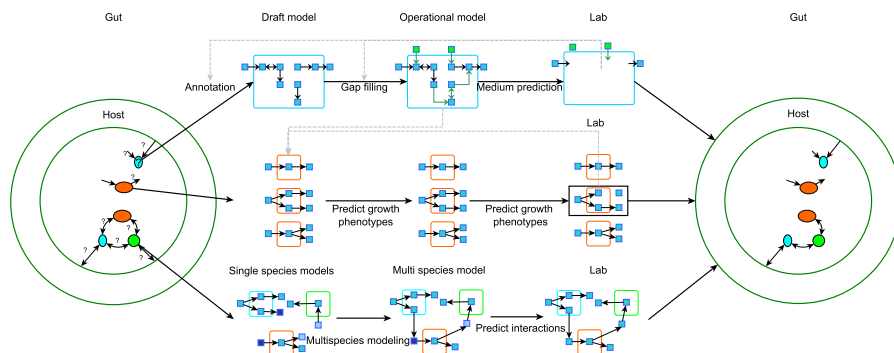 Gut
Draft model
Operational model
Lab
Gut
Annotation
Gap filling
Medium prediction
Host
Host
Lab
?
?
?
?
?
?
?
Predict growth
phenotypes
Predict growth
phenotypes
Single species models
Multi species model
Lab
Multispecies modeling
Predict interactions